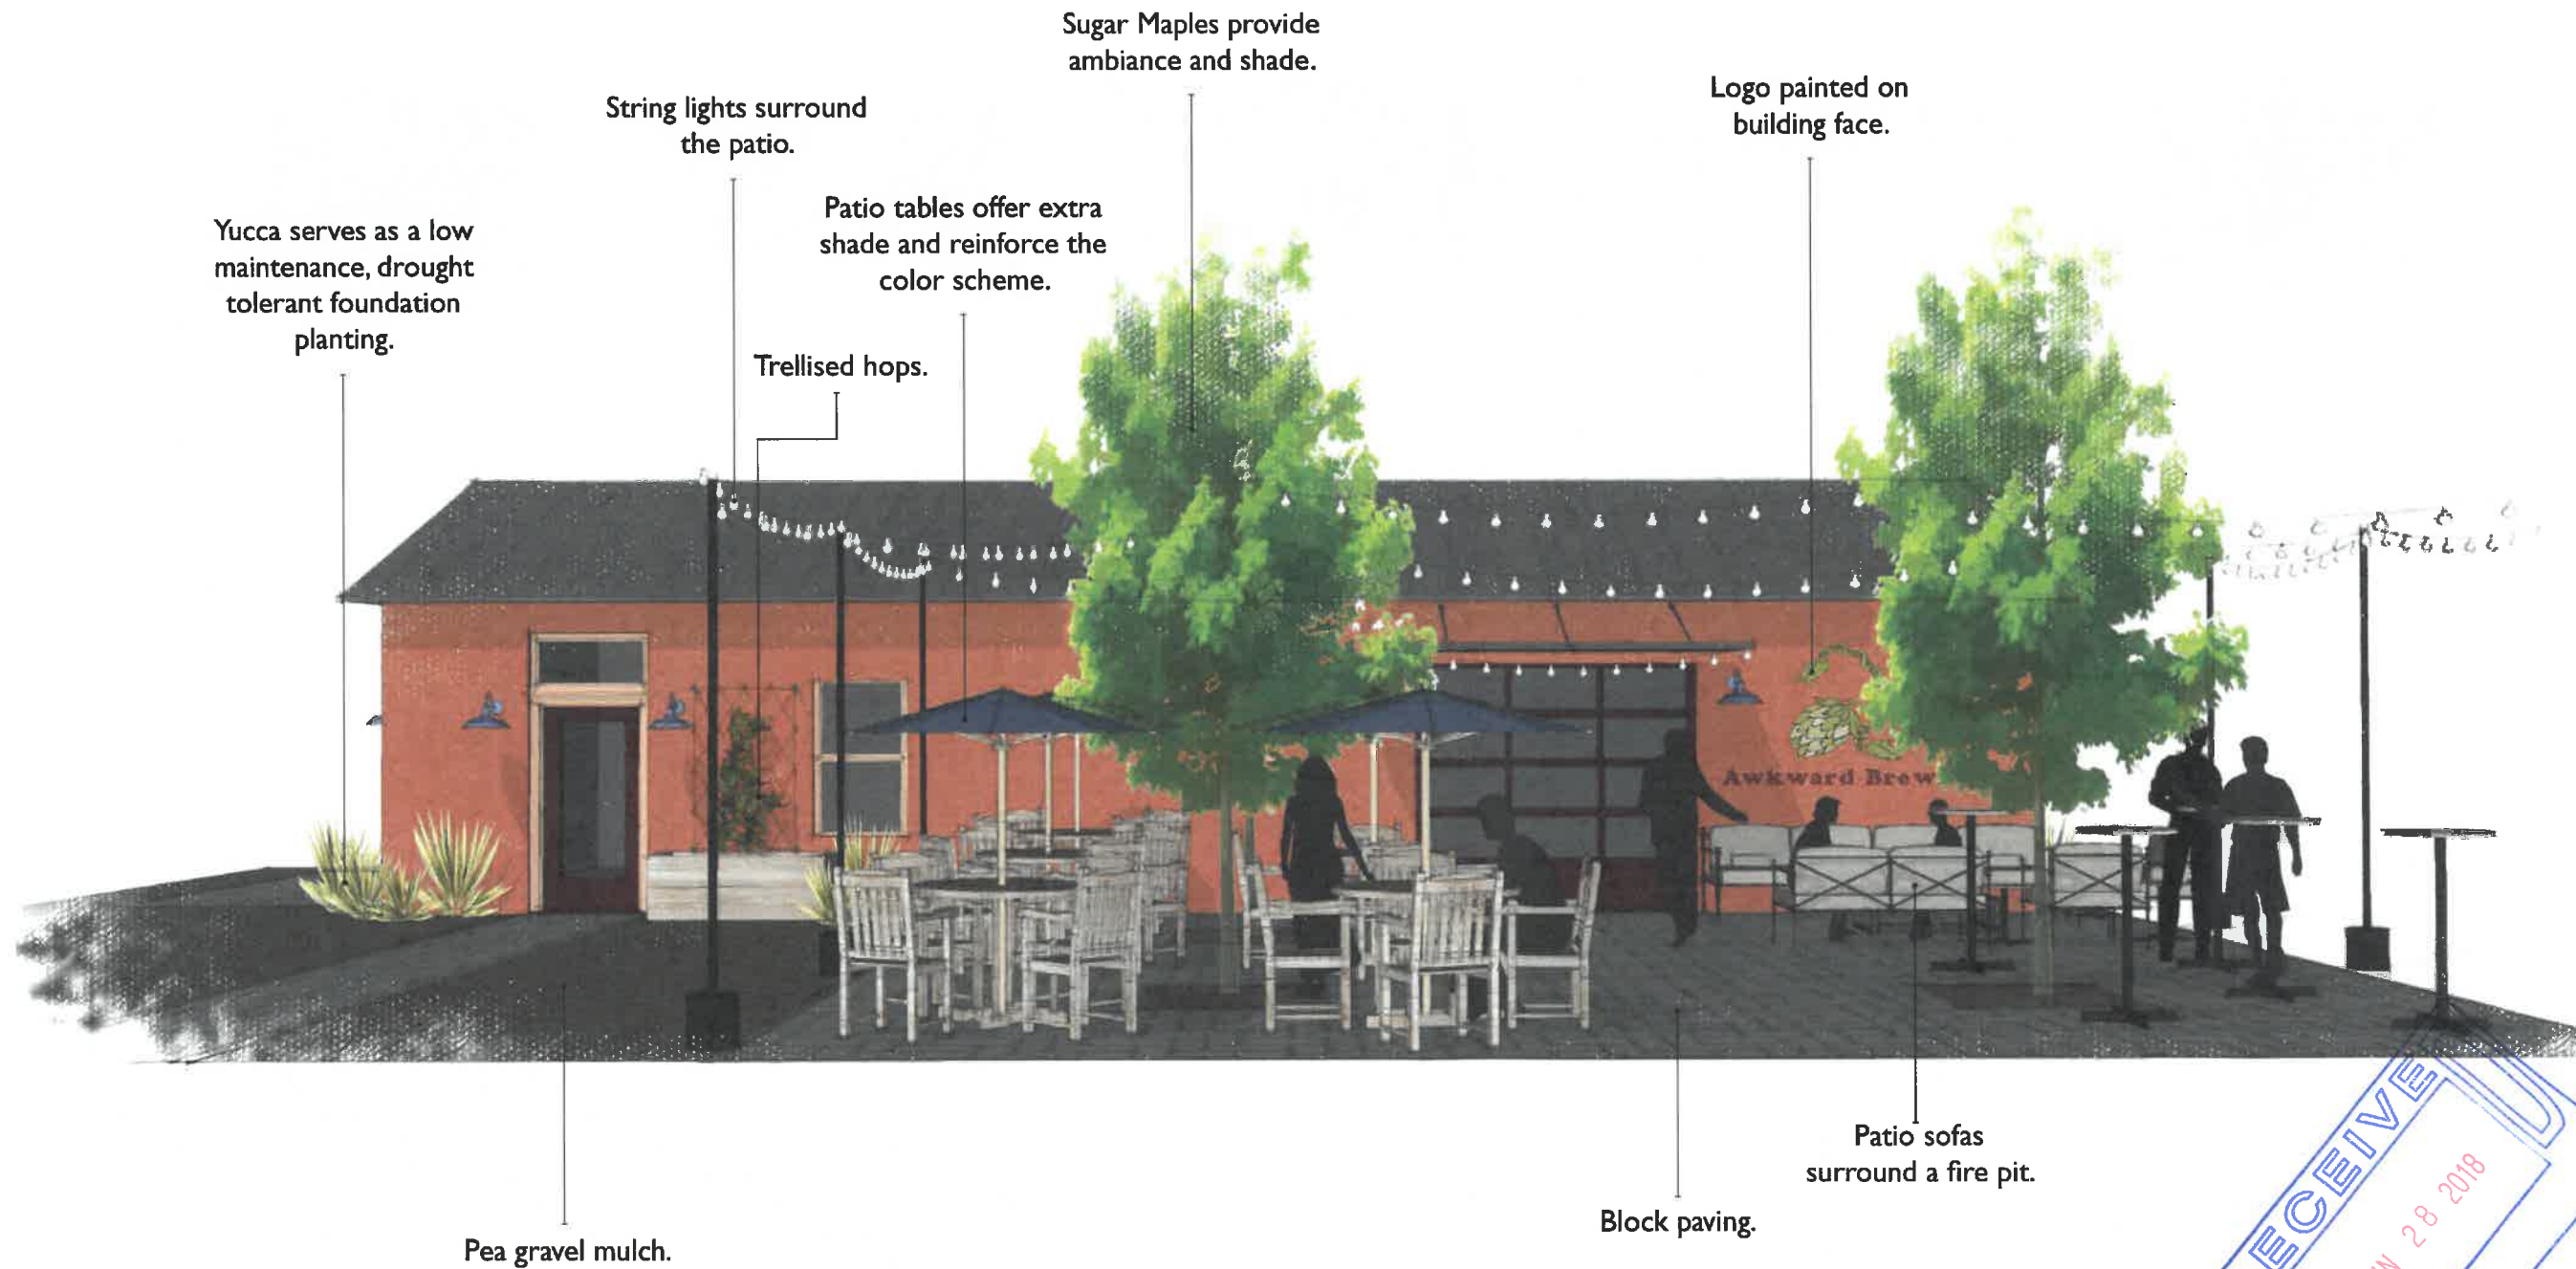 Sugar Maples provide
ambiance and shade.
Logo painted on
building face.
String lights surround
the patio.
Patio tables offer extra
shade and reinforce the
color scheme.
Yucca serves as a low
maintenance, drought
tolerant foundation
planting.
Trellised hops.
Awkward Brew
Patio sofas
surround a fire pit.
Block paving.
Pea gravel mulch.
ECEIVE
28 2018